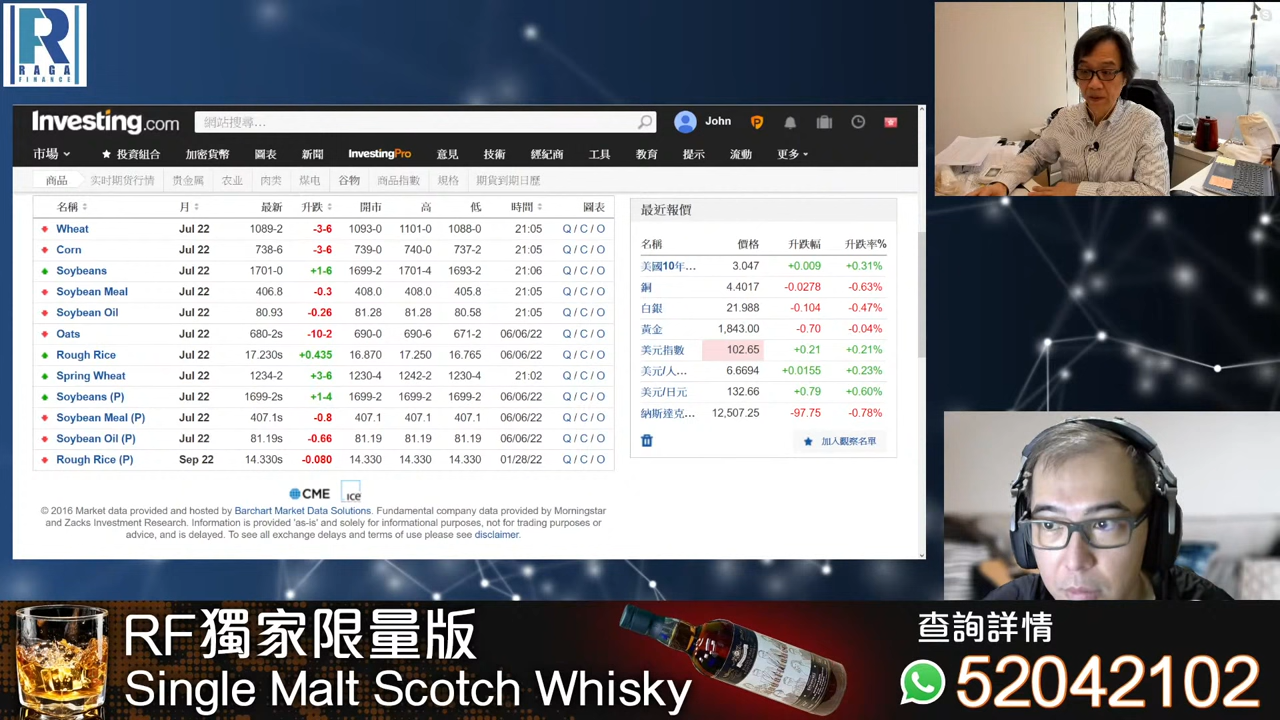 RAGA
FINANCE
Investing.com
網站搜尋...
John
市場
投資組合 加密貨幣 圖表 新聞 InvestingPro 意見 技術 經紀商 工具 教育 提示 流動 更多
商品 实时期货行情 贵金属 农业 肉类 煤电 谷物 商品指數 規格 期貨到期日歷
名稱 月 最新 升跌 開市 高 低 時間 圖表
Wheat Jul 22 1089-2 -3-6 1093-0 1101-0 1088-0 21:05 Q / C / O
Corn Jul 22 738-6 -3-6 739-0 740-0 737-2 21:05 Q / C / O
Soybeans Jul 22 1701-0 +1-6 1699-2 1701-4 1693-2 21:06 Q / C / O
Soybean Meal Jul 22 406.8 -0.3 408.0 408.0 405.8 21:05 Q / C / O
Soybean Oil Jul 22 80.93 -0.26 81.28 81.28 80.58 21:05 Q / C / O
Oats Jul 22 680-2s -10-2 690-0 690-6 671-2 06/06/22 Q / C / O
Rough Rice Jul 22 17.230s +0.435 16.870 17.250 16.765 06/06/22 Q / C / O
Spring Wheat Jul 22 1234-2 +3-6 1230-4 1242-2 1230-4 21:02 Q / C / O
Soybeans (P) Jul 22 1699-2s +1-4 1699-2 1699-2 1699-2 06/06/22 Q / C / O
Soybean Meal (P) Jul 22 407.1s -0.8 407.1 407.1 407.1 06/06/22 Q / C / O
Soybean Oil (P) Jul 22 81.19s -0.66 81.19 81.19 81.19 06/06/22 Q / C / O
Rough Rice (P) Sep 22 14.330s -0.080 14.330 14.330 14.330 01/28/22 Q / C / O
CME ice
© 2016 Market data provided and hosted by Barchart Market Data Solutions. Fundamental company data provided by Morningstar
and Zacks Investment Research. Information is provided 'as-is' and solely for informational purposes, not for trading purposes or
advice, and is delayed. To see all exchange delays and terms of use please see disclaimer.
最近報價
名稱 價格 升跌幅 升跌率%
美國10年... 3.047 +0.009 +0.31%
銅 4.4017 -0.0278 -0.63%
白銀 21.988 -0.104 -0.47%
黃金 1,843.00 -0.70 -0.04%
美元指數 102.65 +0.21 +0.21%
美元/人... 6.6694 +0.0155 +0.23%
美元/日元 132.66 +0.79 +0.60%
納斯達克... 12,507.25 -97.75 -0.78%
加入觀察名單
RF獨家限量版
Single Malt Scotch Whisky
查詢詳情
52042102